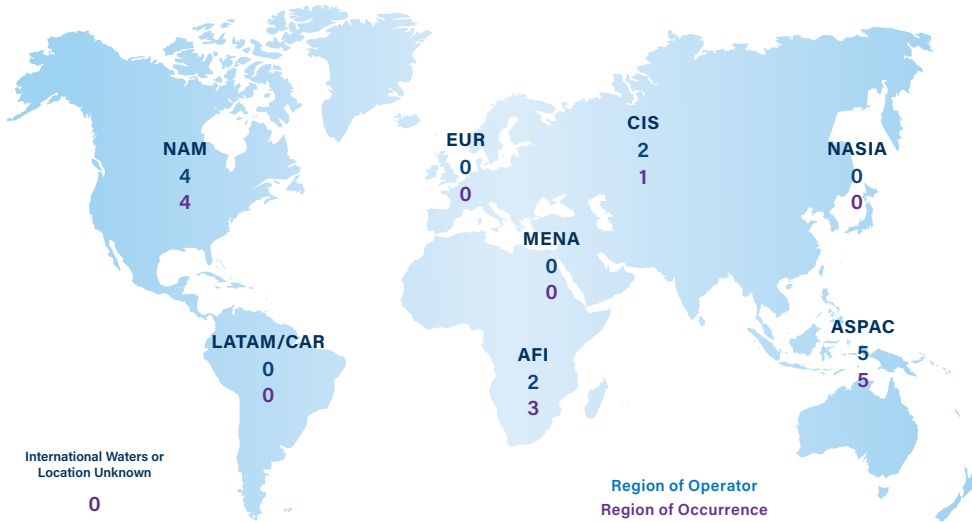 NAM
4
4
EUR
0
0
CIS
2
1
NASIA
0
0
MENA
0
0
LATAM/CAR
0
0
AFI
2
3
ASPAC
5
5
International Waters or
Location Unknown
0
Region of Operator
Region of Occurrence